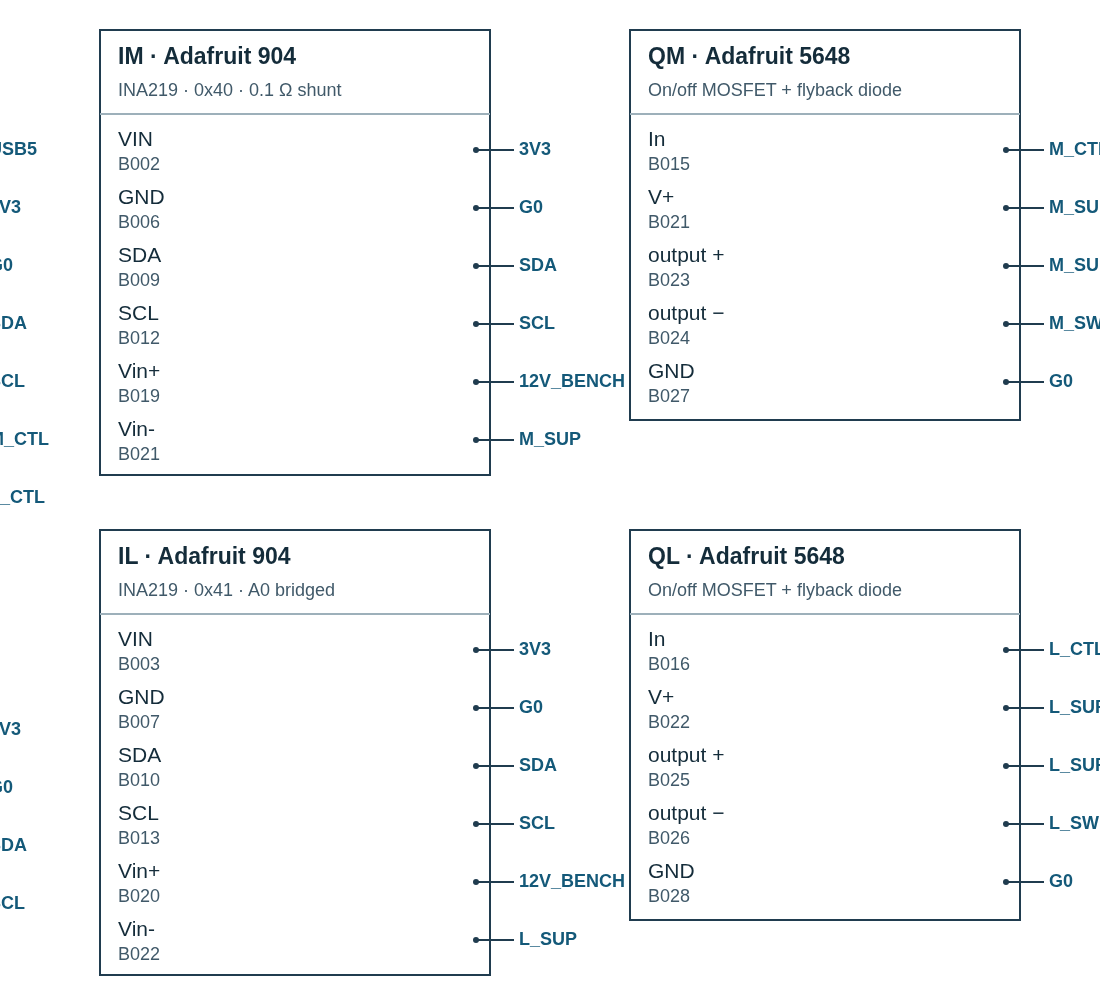 IM · Adafruit 904
INA219 · 0x40 · 0.1 Ω shunt
VIN
B002
3V3
GND
B006
G0
SDA
B009
SDA
SCL
B012
SCL
Vin+
B019
12V_BENCH
Vin-
B021
M_SUP
QM · Adafruit 5648
On/off MOSFET + flyback diode
In
B015
V+
B021
output +
B023
output −
B024
GND
B027
G0
IL · Adafruit 904
INA219 · 0x41 · A0 bridged
VIN
B003
3V3
GND
B007
G0
SDA
B010
SDA
SCL
B013
SCL
Vin+
B020
12V_BENCH
Vin-
B022
L_SUP
QL · Adafruit 5648
On/off MOSFET + flyback diode
In
B016
V+
B022
output +
B025
output −
B026
L_SW
GND
B028
G0